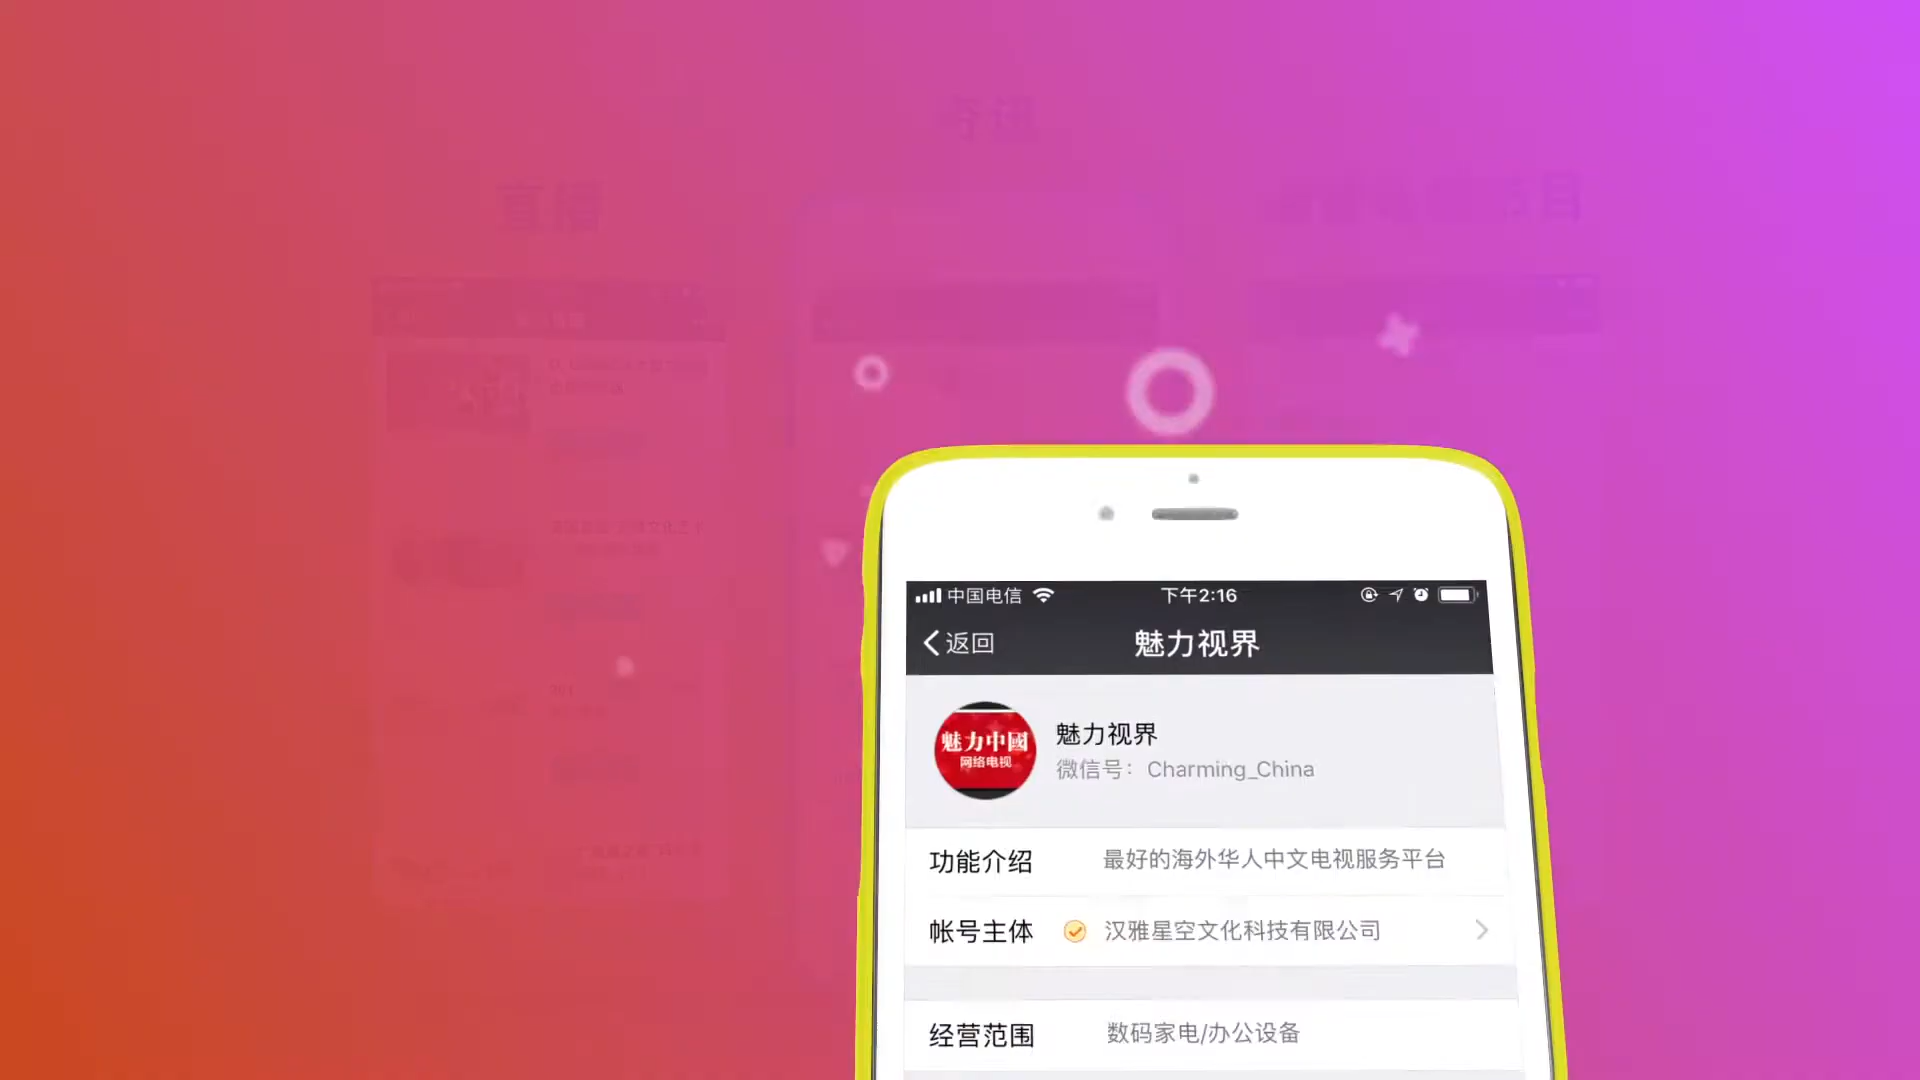 直播
中国电信
下午2:16
返回
魅力视界
魅力中國
网络电视
魅力视界
微信号： Charming_China
功能介绍 最好的海外华人中文电视服务平台
帐号主体 汉雅星空文化科技有限公司
经营范围 数码家电/办公设备